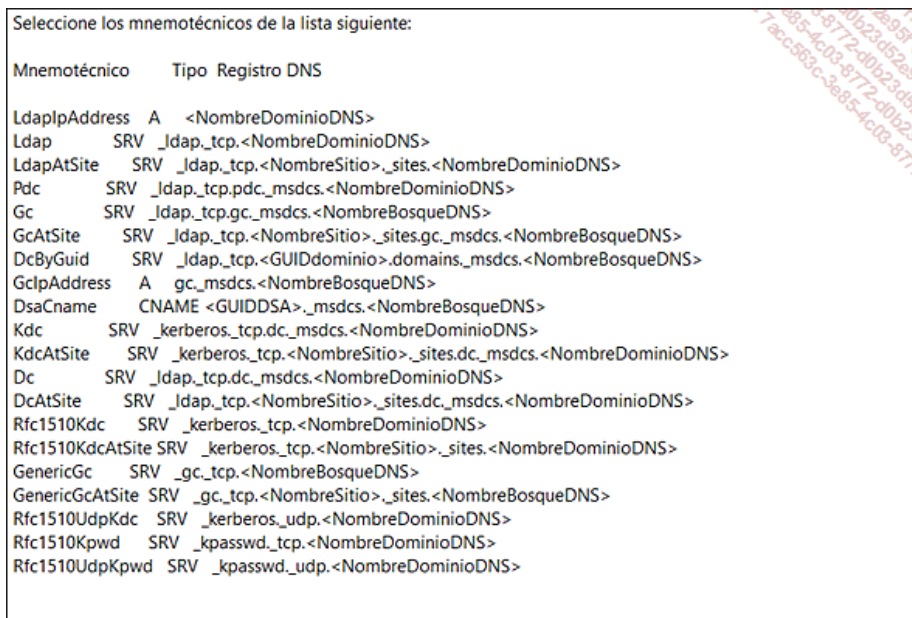 Seleccione los mnemotécnicos de la lista siguiente:
Mnemotécnico Tipo Registro DNS
LdapIpAddress A <NombreDominioDNS>
Ldap SRV _ldap._tcp.<NombreDominioDNS>
LdapAtSite SRV _ldap._tcp.<NombreSitio>._sites.<NombreDominioDNS>
Pdc SRV _ldap._tcp.pdc._msdcs.<NombreDominioDNS>
Gc SRV _ldap._tcp.gc._msdcs.<NombreBosqueDNS>
GcAtSite SRV _ldap._tcp.<NombreSitio>._sites.gc._msdcs.<NombreBosqueDNS>
DcByGuid SRV _ldap._tcp.<GUIDdominio>.domains._msdcs.<NombreBosqueDNS>
GcIpAddress A gc._msdcs.<NombreBosqueDNS>
DsaCname CNAME <GUIDDSA>._msdcs.<NombreBosqueDNS>
Kdc SRV _kerberos._tcp.dc._msdcs.<NombreDominioDNS>
KdcAtSite SRV _kerberos._tcp.<NombreSitio>._sites.dc._msdcs.<NombreDominioDNS>
Dc SRV _ldap._tcp.dc._msdcs.<NombreDominioDNS>
DcAtSite SRV _ldap._tcp.<NombreSitio>._sites.dc._msdcs.<NombreDominioDNS>
Rfc1510Kdc SRV _kerberos._tcp.<NombreDominioDNS>
Rfc1510KdcAtSite SRV _kerberos._tcp.<NombreSitio>._sites.<NombreDominioDNS>
GenericGc SRV _gc._tcp.<NombreBosqueDNS>
GenericGcAtSite SRV _gc._tcp.<NombreSitio>._sites.<NombreBosqueDNS>
Rfc1510UdpKdc SRV _kerberos._udp.<NombreDominioDNS>
Rfc1510Kpwd SRV _kpasswd._tcp.<NombreDominioDNS>
Rfc1510UdpKpwd SRV _kpasswd._udp.<NombreDominioDNS>